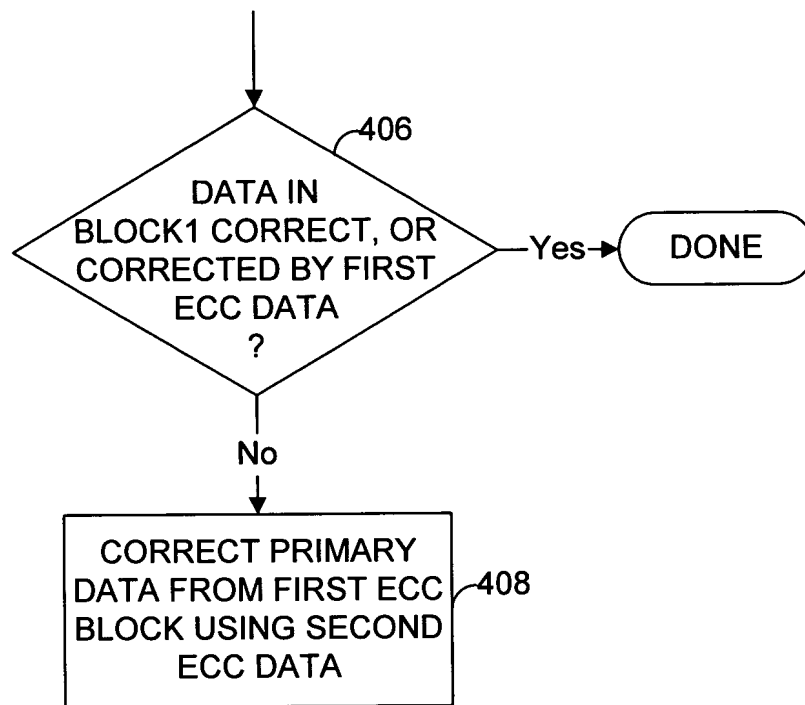 406
DATA IN
BLOCK1 CORRECT, OR
CORRECTED BY FIRST
ECC DATA
?
Yes
DONE
No
CORRECT PRIMARY
DATA FROM FIRST ECC
BLOCK USING SECOND
ECC DATA
408